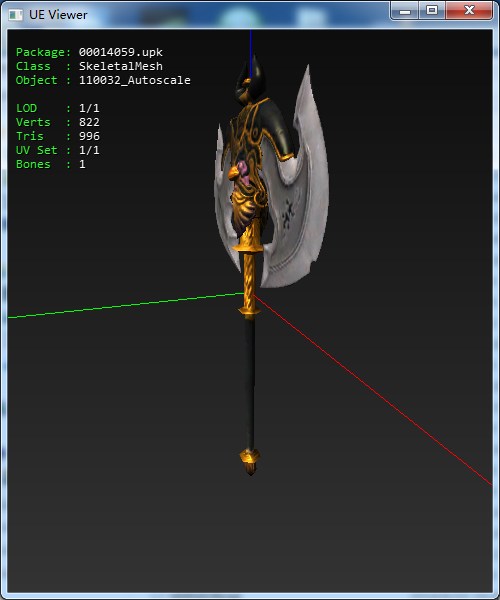 UE Viewer
Package: 00014059.upk
Class : SkeletalMesh
Object : 110032_Autoscale
LOD : 1/1
Verts : 822
Tris : 996
UV Set : 1/1
Bones : 1